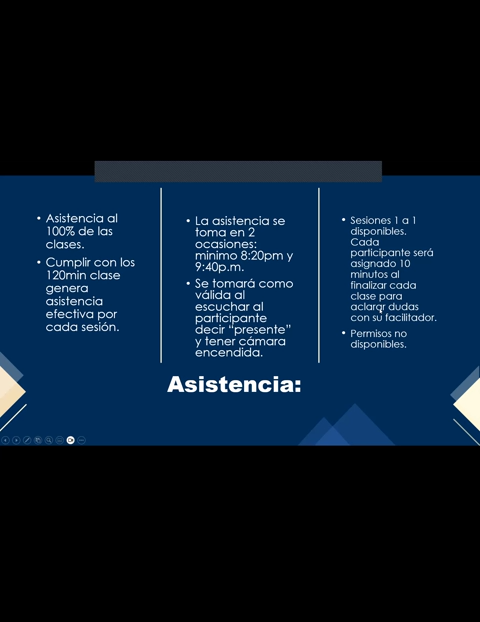 • Asistencia al
100% de las
clases.
• Cumplir con los
120min clase
genera
asistencia
efectiva por
cada sesión.
• La asistencia se
toma en 2
ocasiones:
minimo 8:20pm y
9:40p.m.
• Se tomará como
válida al
escuchar al
participante
decir “presente”
y tener cámara
encendida.
• Sesiones 1 a 1
disponibles.
Cada
participante será
asignado 10
minutos al
finalizar cada
clase para
aclarar dudas
con su facilitador.
• Permisos no
disponibles.
Asistencia: